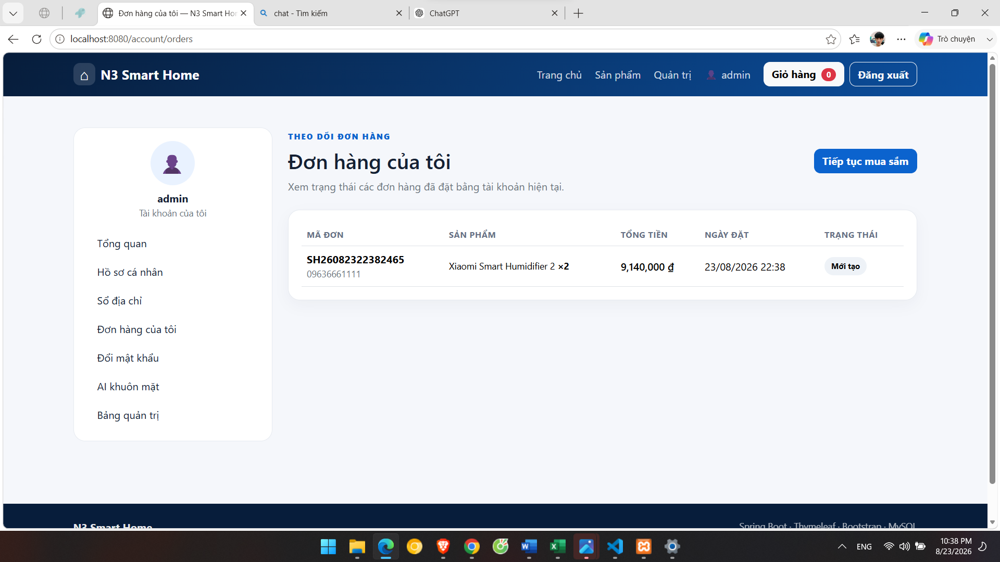 Đơn hàng của tôi — N3 Smart Hor
chat - Tìm kiếm
ChatGPT
localhost:8080/account/orders
Trò chuyện
N3 Smart Home
Trang chủ
Sản phẩm
Quản trị
admin
Giỏ hàng 0
Đăng xuất
admin
Tài khoản của tôi
Tổng quan
Hồ sơ cá nhân
Sổ địa chỉ
Đơn hàng của tôi
Đổi mật khẩu
AI khuôn mặt
Bảng quản trị
THEO DÕI ĐƠN HÀNG
Đơn hàng của tôi
Xem trạng thái các đơn hàng đã đặt bằng tài khoản hiện tại.
Tiếp tục mua sắm
MÃ ĐƠN SẢN PHẨM TỔNG TIỀN NGÀY ĐẶT TRẠNG THÁI
SH26082322382465
09636661111
Xiaomi Smart Humidifier 2 ×2
9,140,000 ₫
23/08/2026 22:38
Mới tạo
N3 Smart Home
Spring Boot · Thymeleaf · Bootstrap · MySQL
ENG
10:38 PM
8/23/2026